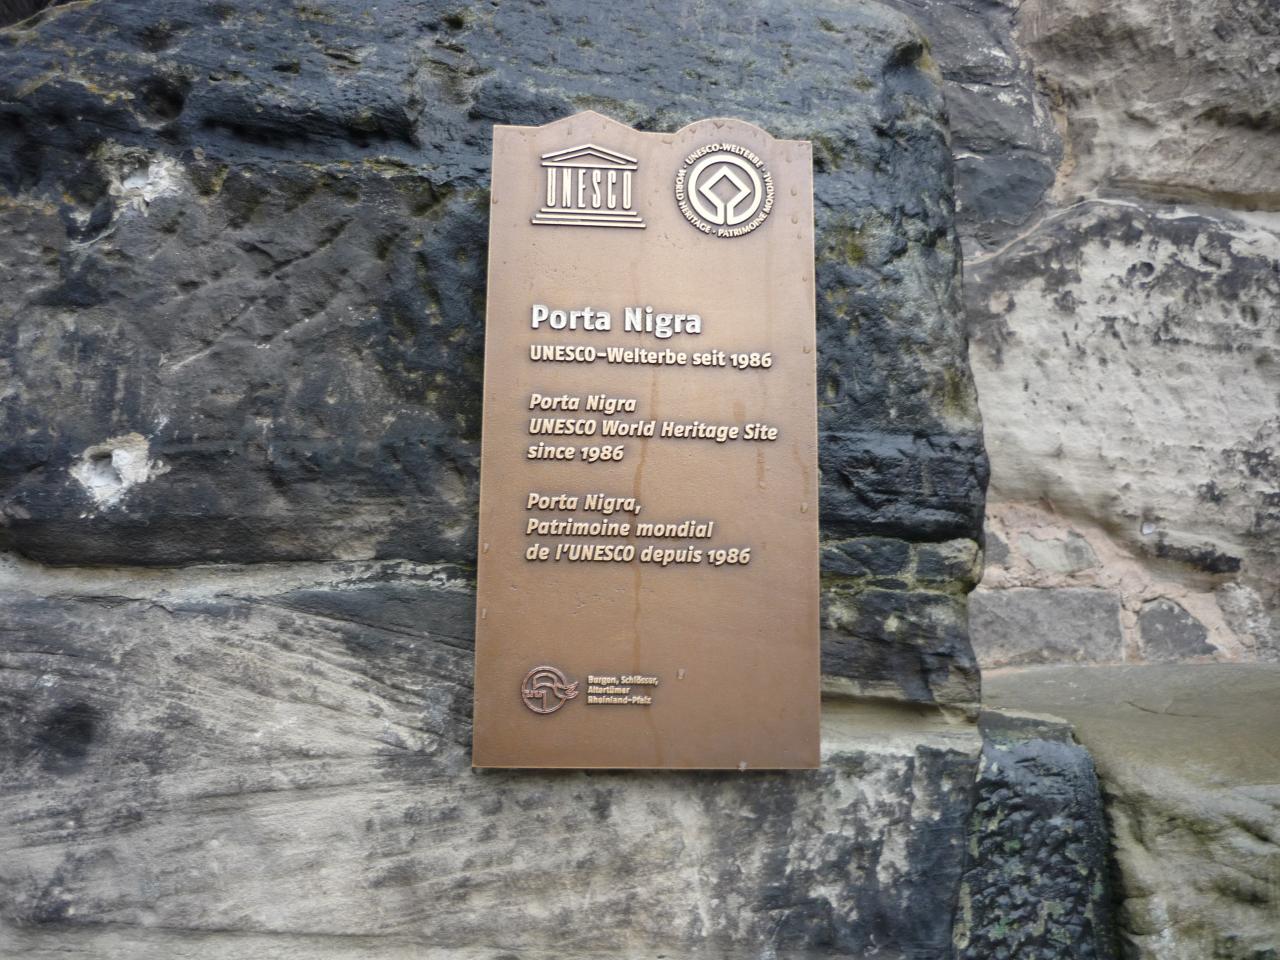 UNESCO
UNESCO-WELTERBE · WORLD HERITAGE · PATRIMOINE MONDIAL ·
Porta Nigra
UNESCO-Welterbe seit 1986
Porta Nigra
UNESCO World Heritage Site
since 1986
Porta Nigra,
Patrimoine mondial
de l'UNESCO depuis 1986
Burgen, Schlösser,
Altertümer
Rheinland-Pfalz